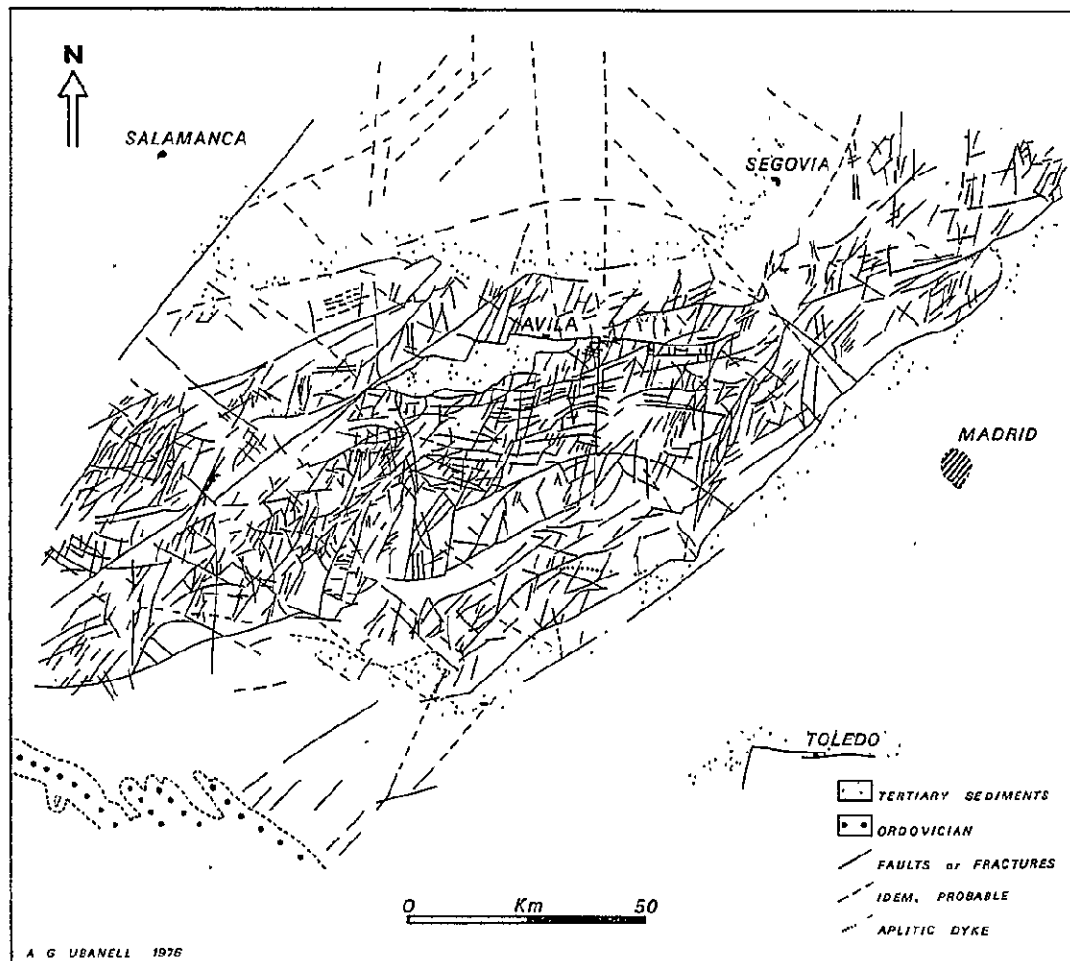 N
SALAMANCA
SEGOVIA
AVILA
MADRID
TOLEDO
TERTIARY SEDIMENTS
ORDOVICIAN
FAULTS or FRACTURES
IDEM, PROBABLE
APLITIC DYKE
0 Km 50
A G UBANELL 1976